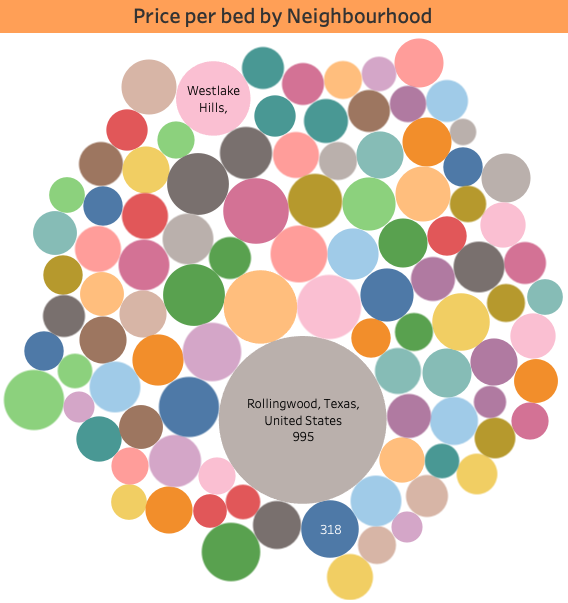 Price per bed by Neighbourhood
Westlake
Hills,
Rollingwood, Texas,
United States
995
318